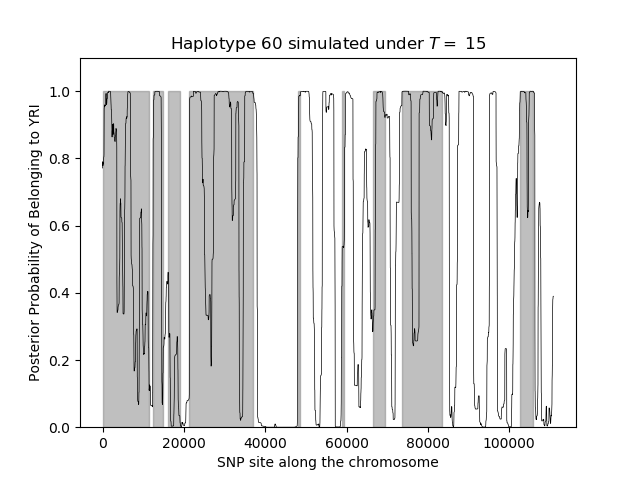 Haplotype 60 simulated under T = 15
Posterior Probability of Belonging to YRI
1.0
0.8
0.6
0.4
0.2
0.0
0 20000 40000 60000 80000 100000
SNP site along the chromosome